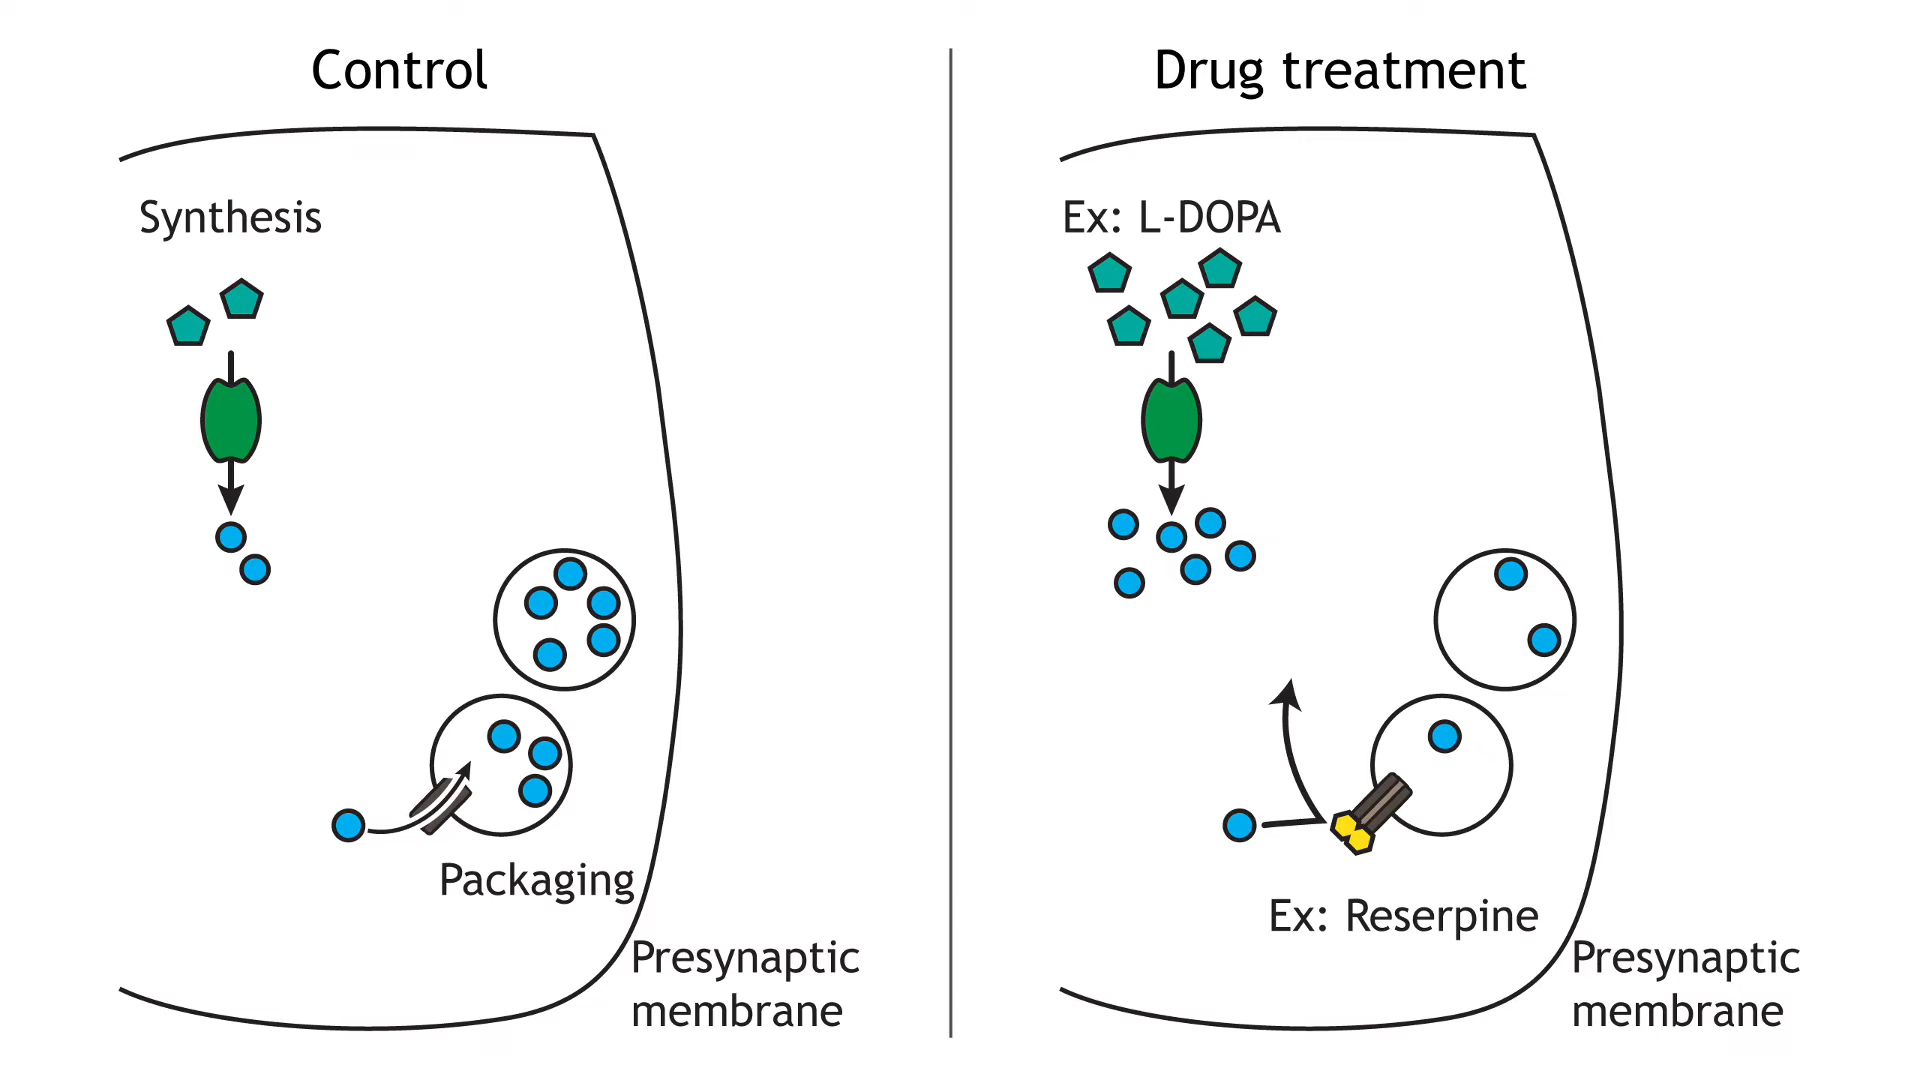 Control
Synthesis
Packaging
Presynaptic
membrane
Drug treatment
Ex: L-DOPA
Ex: Reserpine
Presynaptic
membrane